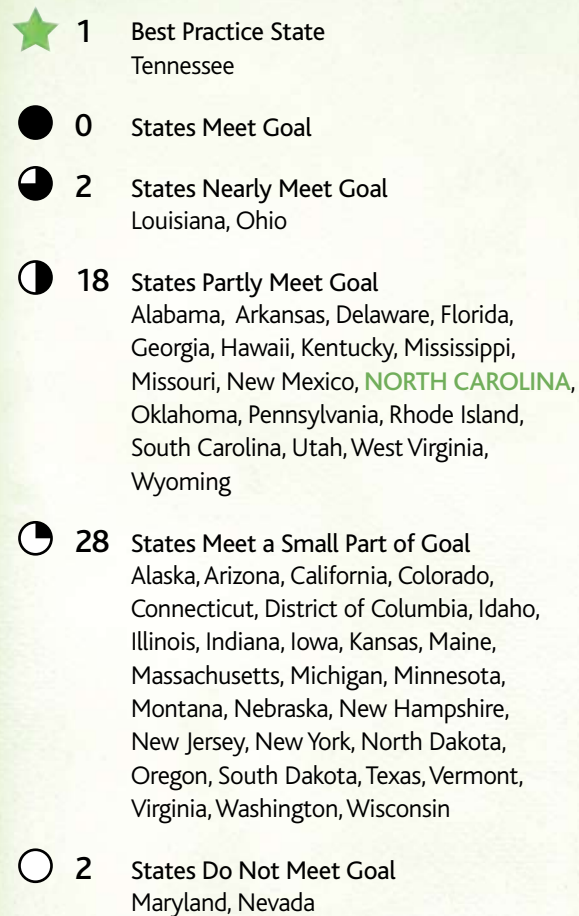 1 Best Practice State
Tennessee
0 States Meet Goal
2 States Nearly Meet Goal
Louisiana, Ohio
18 States Partly Meet Goal
Alabama, Arkansas, Delaware, Florida,
Georgia, Hawaii, Kentucky, Mississippi,
Missouri, New Mexico, NORTH CAROLINA,
Oklahoma, Pennsylvania, Rhode Island,
South Carolina, Utah, West Virginia,
Wyoming
28 States Meet a Small Part of Goal
Alaska, Arizona, California, Colorado,
Connecticut, District of Columbia, Idaho,
Illinois, Indiana, Iowa, Kansas, Maine,
Massachusetts, Michigan, Minnesota,
Montana, Nebraska, New Hampshire,
New Jersey, New York, North Dakota,
Oregon, South Dakota, Texas, Vermont,
Virginia, Washington, Wisconsin
2 States Do Not Meet Goal
Maryland, Nevada